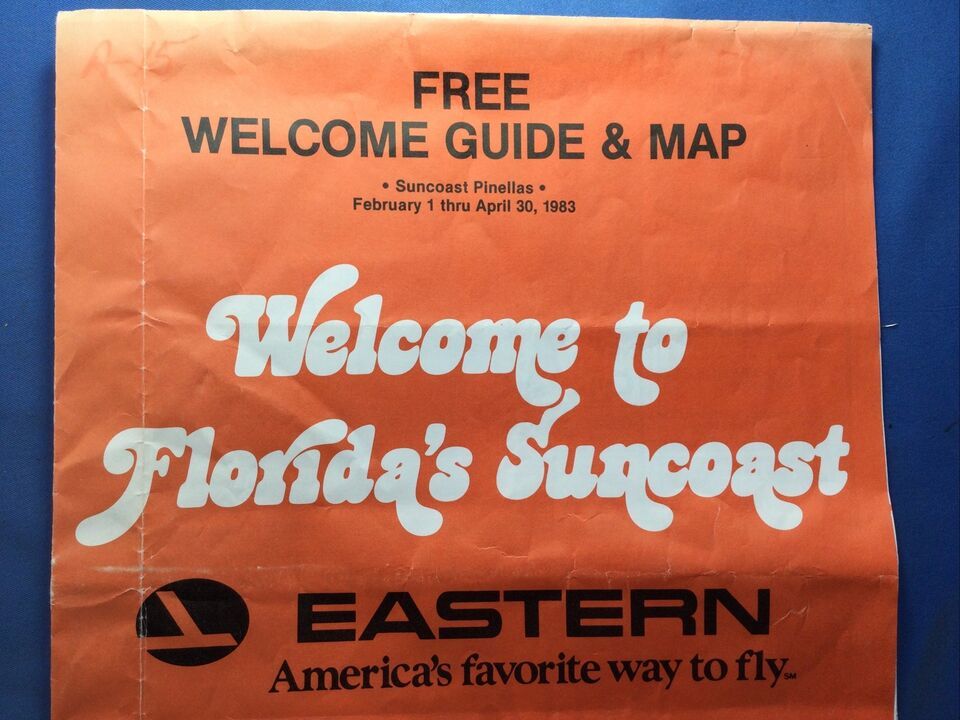 R-15
FREE
WELCOME GUIDE & MAP
• Suncoast Pinellas •
February 1 thru April 30, 1983
Welcome to
Florida's Suncoast
EASTERN
America's favorite way to fly.℠